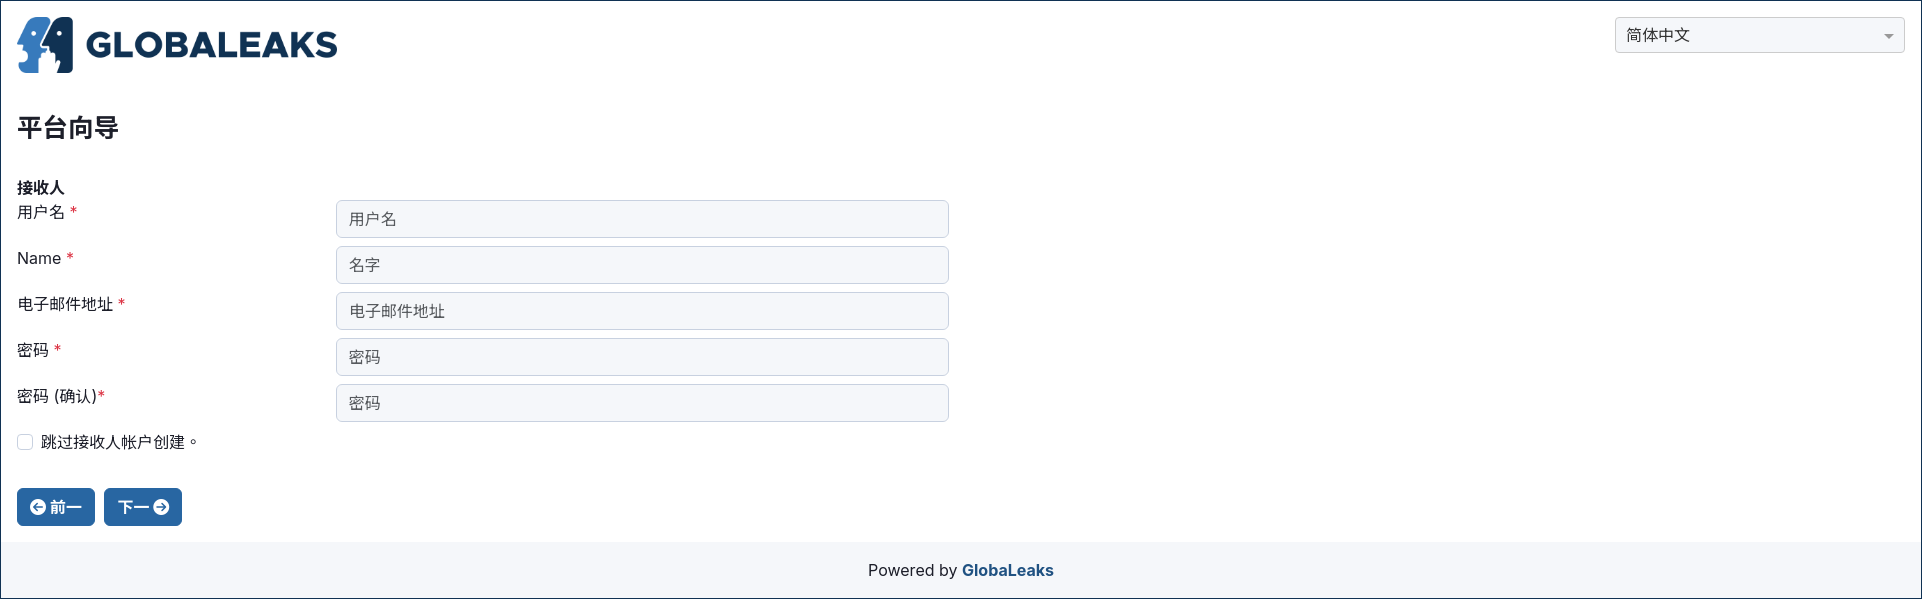 GLOBALEAKS
简体中文
平台向导
接收人
用户名 *
用户名
Name *
名字
电子邮件地址 *
电子邮件地址
密码 *
密码
密码 (确认)*
密码
跳过接收人帐户创建。
前一 下一
Powered by GlobaLeaks